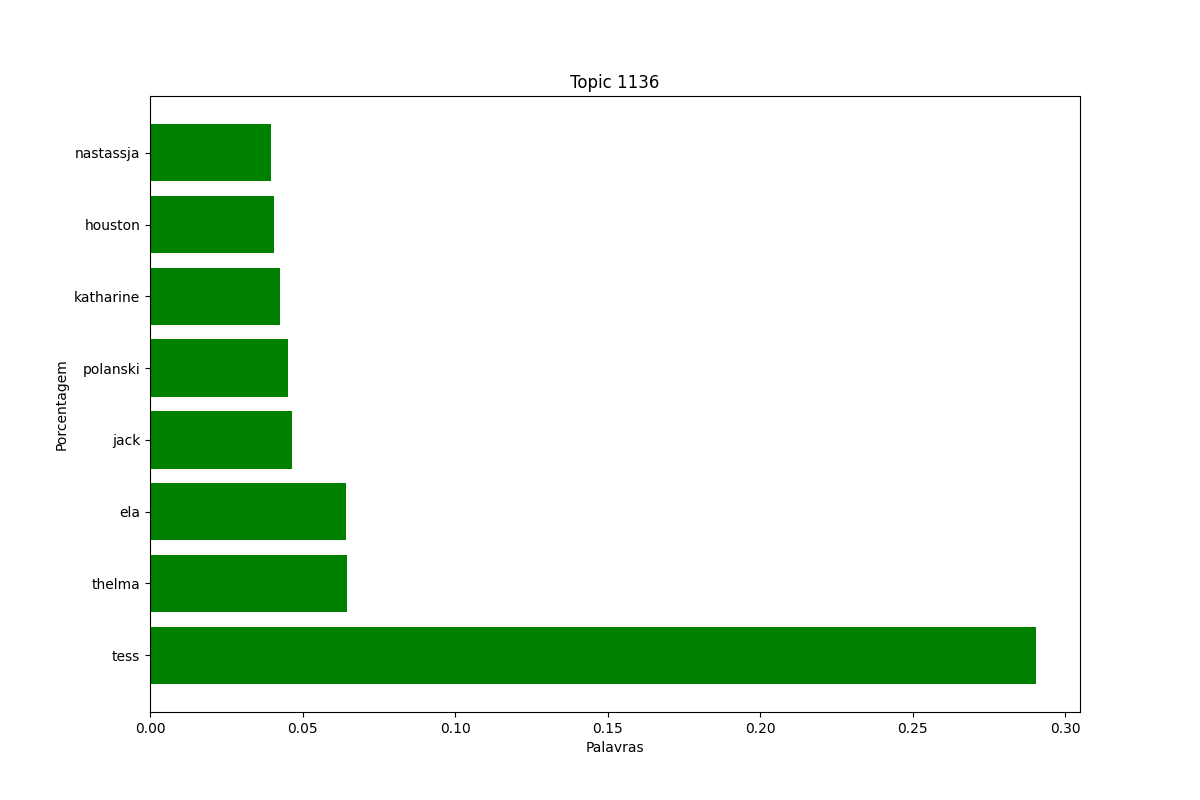 Topic 1136
nastassja
houston
katharine
polanski
jack
ela
thelma
tess
Porcentagem
0.00 0.05 0.10 0.15 0.20 0.25 0.30
Palavras